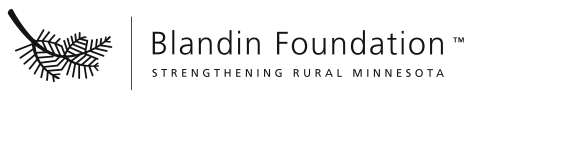 Blandin Foundation ™
STRENGTHENING RURAL MINNESOTA